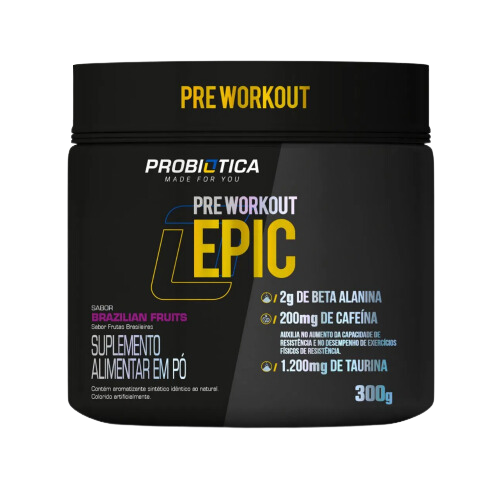 PRE WORKOUT
PROBIOTICA
MADE FOR YOU
PRE WORKOUT
EPIC
2g DE BETA ALANINA
200mg DE CAFEÍNA
AUXILIA NO AUMENTO DA CAPACIDADE DE
RESISTÊNCIA E NO DESEMPENHO DE EXERCÍCIOS
FÍSICOS DE RESISTÊNCIA.
1.200mg DE TAURINA
SABOR
BRAZILIAN FRUITS
Sabor Frutas Brasileiras
SUPLEMENTO
ALIMENTAR EM PÓ
Contém aromatizante sintético idêntico ao natural.
Colorido artificialmente.
300g